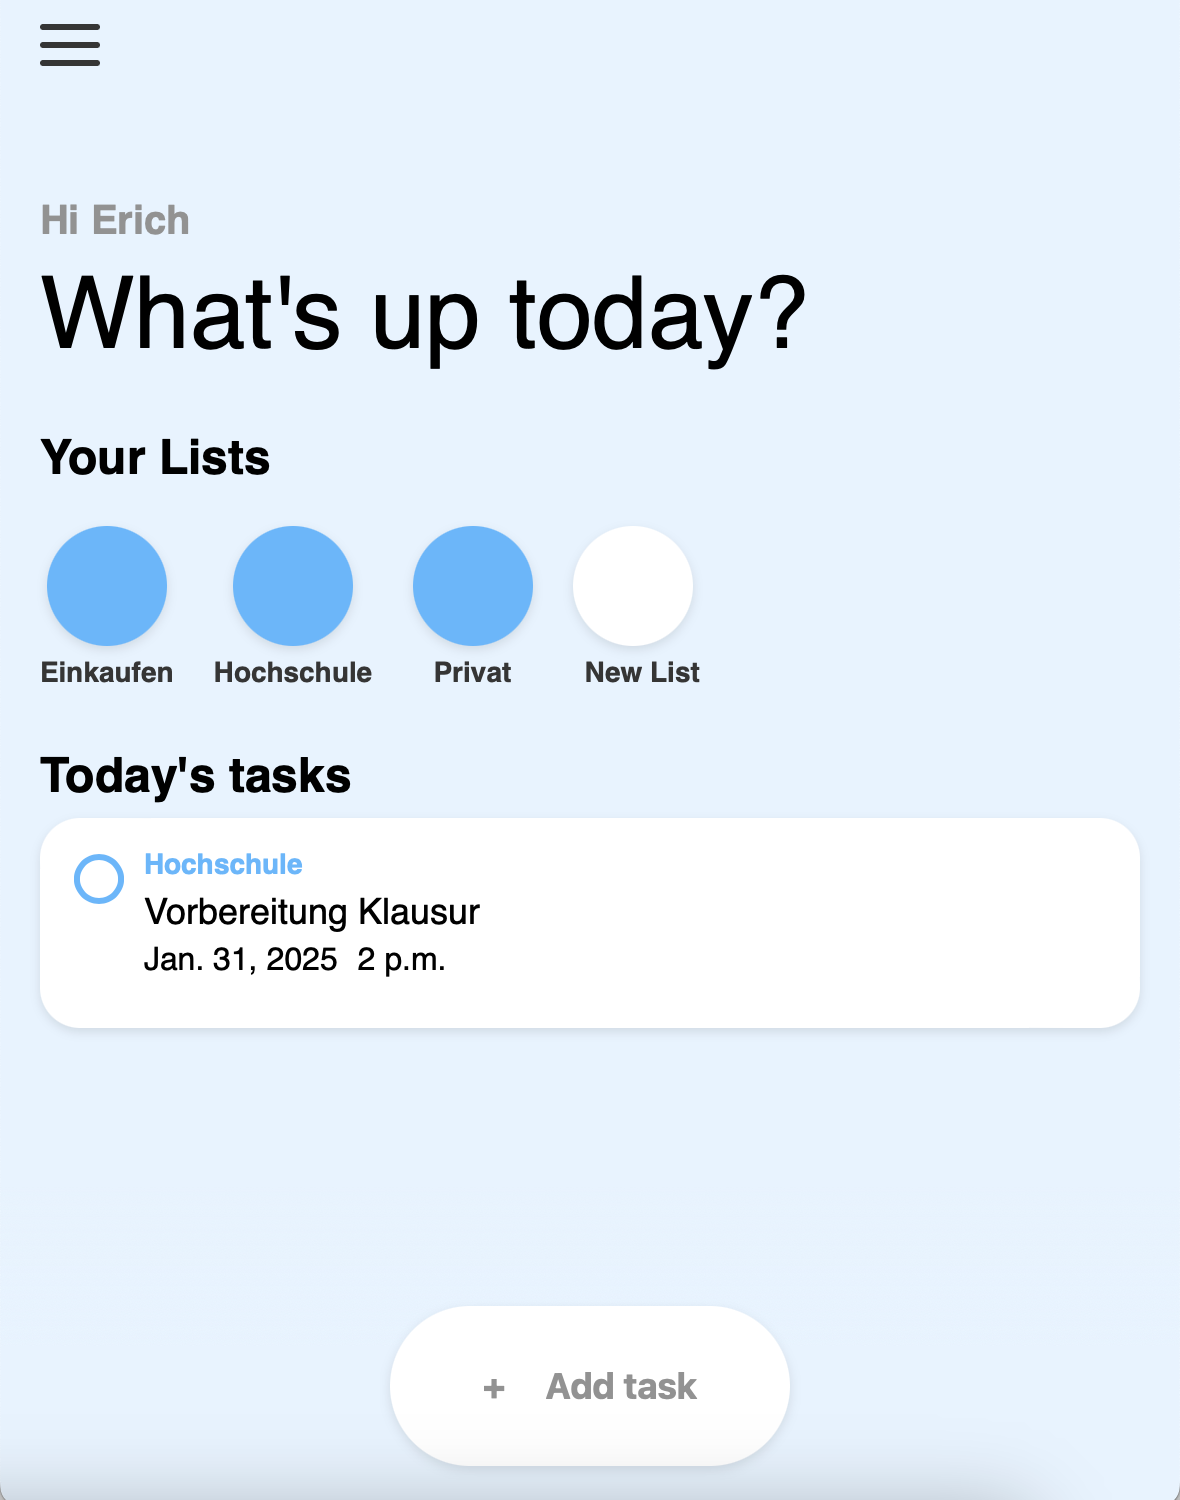 Hi Erich
What's up today?
Your Lists
Einkaufen Hochschule Privat New List
Today's tasks
Hochschule
Vorbereitung Klausur
Jan. 31, 2025 2 p.m.
+ Add task